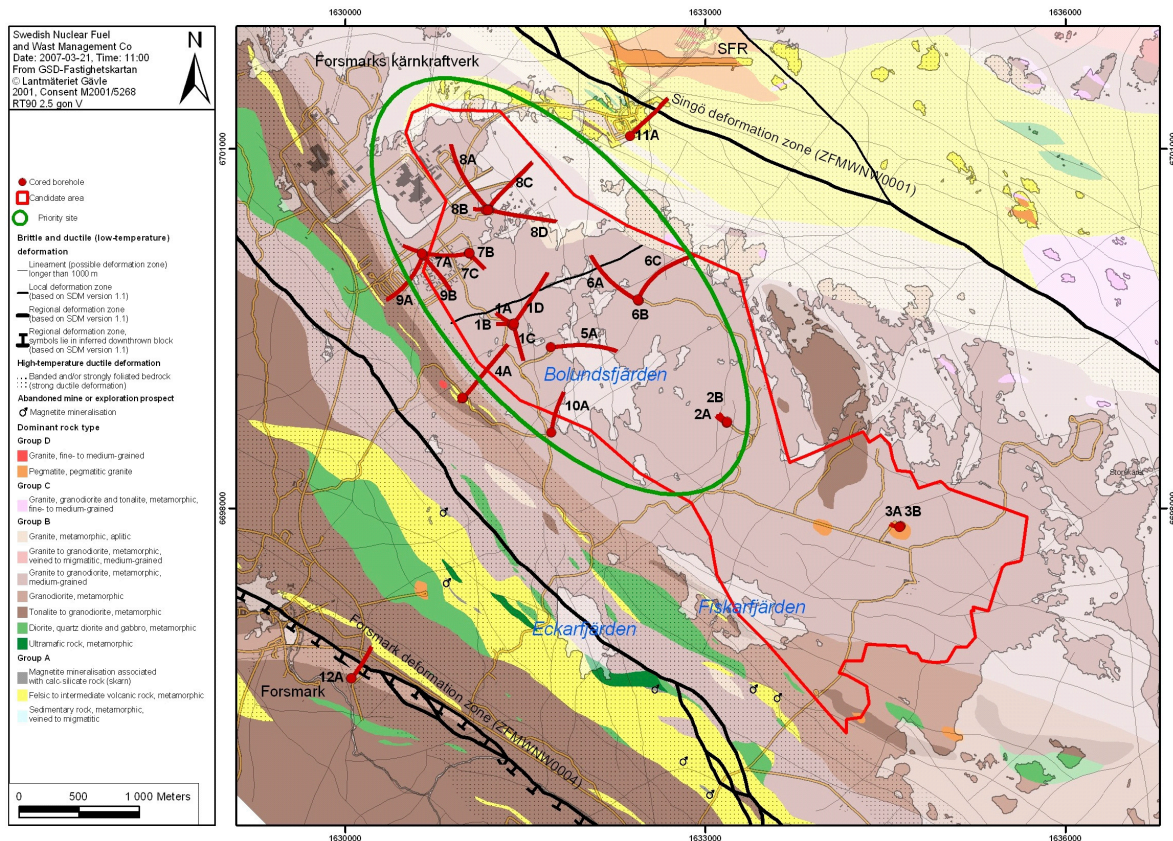 Swedish Nuclear Fuel
and Wast Management Co
Date: 2007-03-21, Time: 11:00
From GSD-Fastighetskartan
© Lantmäteriet Gävle
2001, Consent M2001/5268
RT90 2.5 gon V
N
Cored borehole
Candidate area
Priority site
Brittle and ductile (low-temperature)
deformation
Lineament (possible deformation zone)
longer than 1000 m
Local deformation zone
(based on SDM version 1.1)
Regional deformation zone
(based on SDM version 1.1)
Regional deformation zone,
symbols lie in inferred downthrown block
(based on SDM version 1.1)
High-temperature ductile deformation
Banded and/or strongly foliated bedrock
(strong ductile deformation)
Abandoned mine or exploration prospect
Magnetite mineralisation
Dominant rock type
Group D
Granite, fine- to medium-grained
Pegmatite, pegmatitic granite
Group C
Granite, granodiorite and tonalite, metamorphic,
fine- to medium-grained
Group B
Granite, metamorphic, aplitic
Granite to granodiorite, metamorphic,
veined to migmatitic, medium-grained
Granite to granodiorite, metamorphic,
medium-grained
Granodiorite, metamorphic
Tonalite to granodiorite, metamorphic
Diorite, quartz diorite and gabbro, metamorphic
Ultramafic rock, metamorphic
Group A
Magnetite mineralisation associated
with calc-silicate rock (skarn)
Felsic to intermediate volcanic rock, metamorphic
Sedimentary rock, metamorphic,
veined to migmatitic
0 500 1 000 Meters
1630000 1633000 1636000
SFR
Forsmarks kärnkraftverk
Singö deformation zone (ZFMWNW0001)
11A
6701000 6701000
8A
8C
8B
8D
7B
7A
7C
6C
6A
9A
9B
6B
1A 1D
1B
1C
5A
4A
Bolundsfjärden
10A
2B
2A
6698000 6698000
3A 3B
Fiskarfjärden
Eckarfjärden
Forsmark deformation zone (ZFMWNW0004)
12A
Forsmark
1630000 1633000 1636000